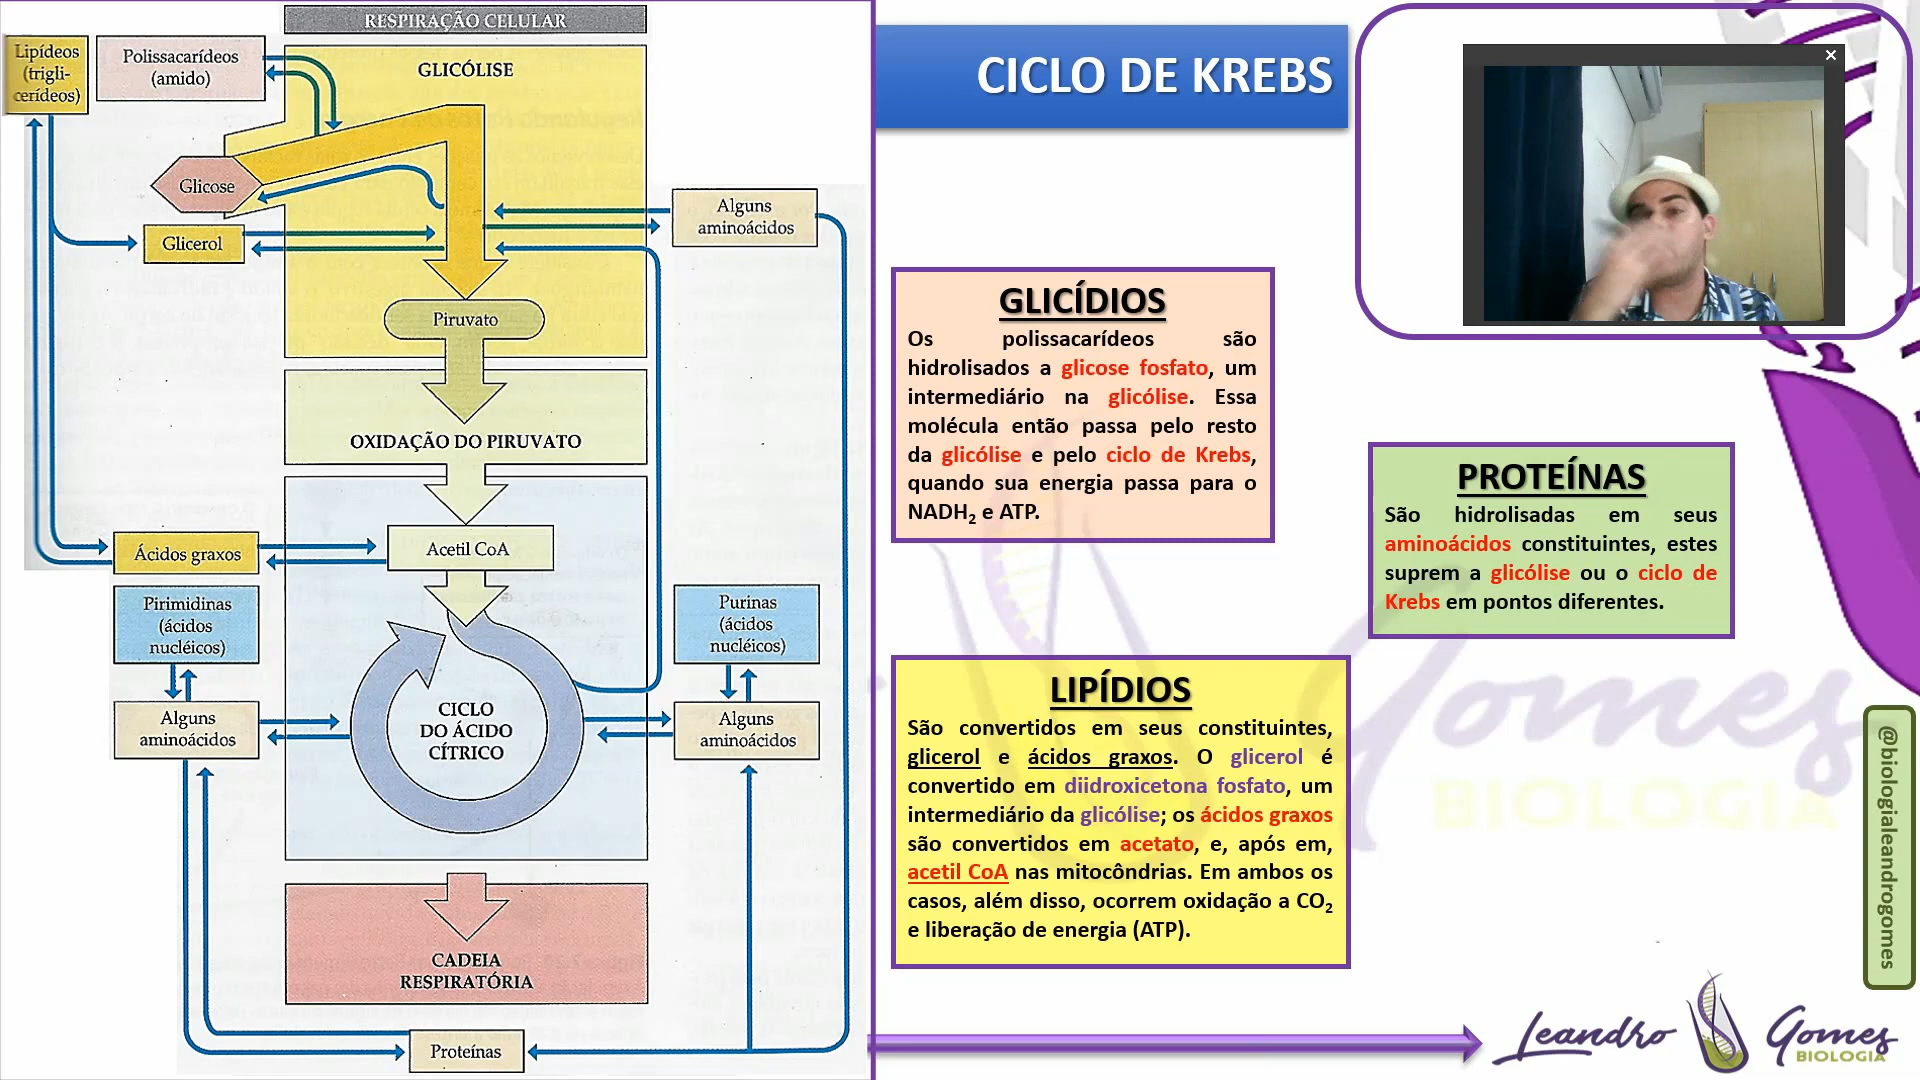 RESPIRAÇÃO CELULAR
Lipídeos
(trigli-
cerídeos)
Polissacarídeos
(amido)
GLICÓLISE
Glicose
Glicerol
Alguns
aminoácidos
Piruvato
OXIDAÇÃO DO PIRUVATO
Ácidos graxos
Acetil CoA
Pirimidinas
(ácidos
nucléicos)
Purinas
(ácidos
nucléicos)
Alguns
aminoácidos
CICLO
DO ÁCIDO
CÍTRICO
Alguns
aminoácidos
CADEIA
RESPIRATÓRIA
Proteínas
CICLO DE KREBS
GLICÍDIOS
Os polissacarídeos são
hidrolisados a glicose fosfato, um
intermediário na glicólise. Essa
molécula então passa pelo resto
da glicólise e pelo ciclo de Krebs,
quando sua energia passa para o
NADH₂ e ATP.
PROTEÍNAS
São hidrolisadas em seus
aminoácidos constituintes, estes
suprem a glicólise ou o ciclo de
Krebs em pontos diferentes.
LIPÍDIOS
São convertidos em seus constituintes,
glicerol e ácidos graxos. O glicerol é
convertido em diidroxicetona fosfato, um
intermediário da glicólise; os ácidos graxos
são convertidos em acetato, e, após em,
acetil CoA nas mitocôndrias. Em ambos os
casos, além disso, ocorrem oxidação a CO₂
e liberação de energia (ATP).
Gomes
BIOLOGIA
@biologialeandrogomes
Leandro Gomes
BIOLOGIA